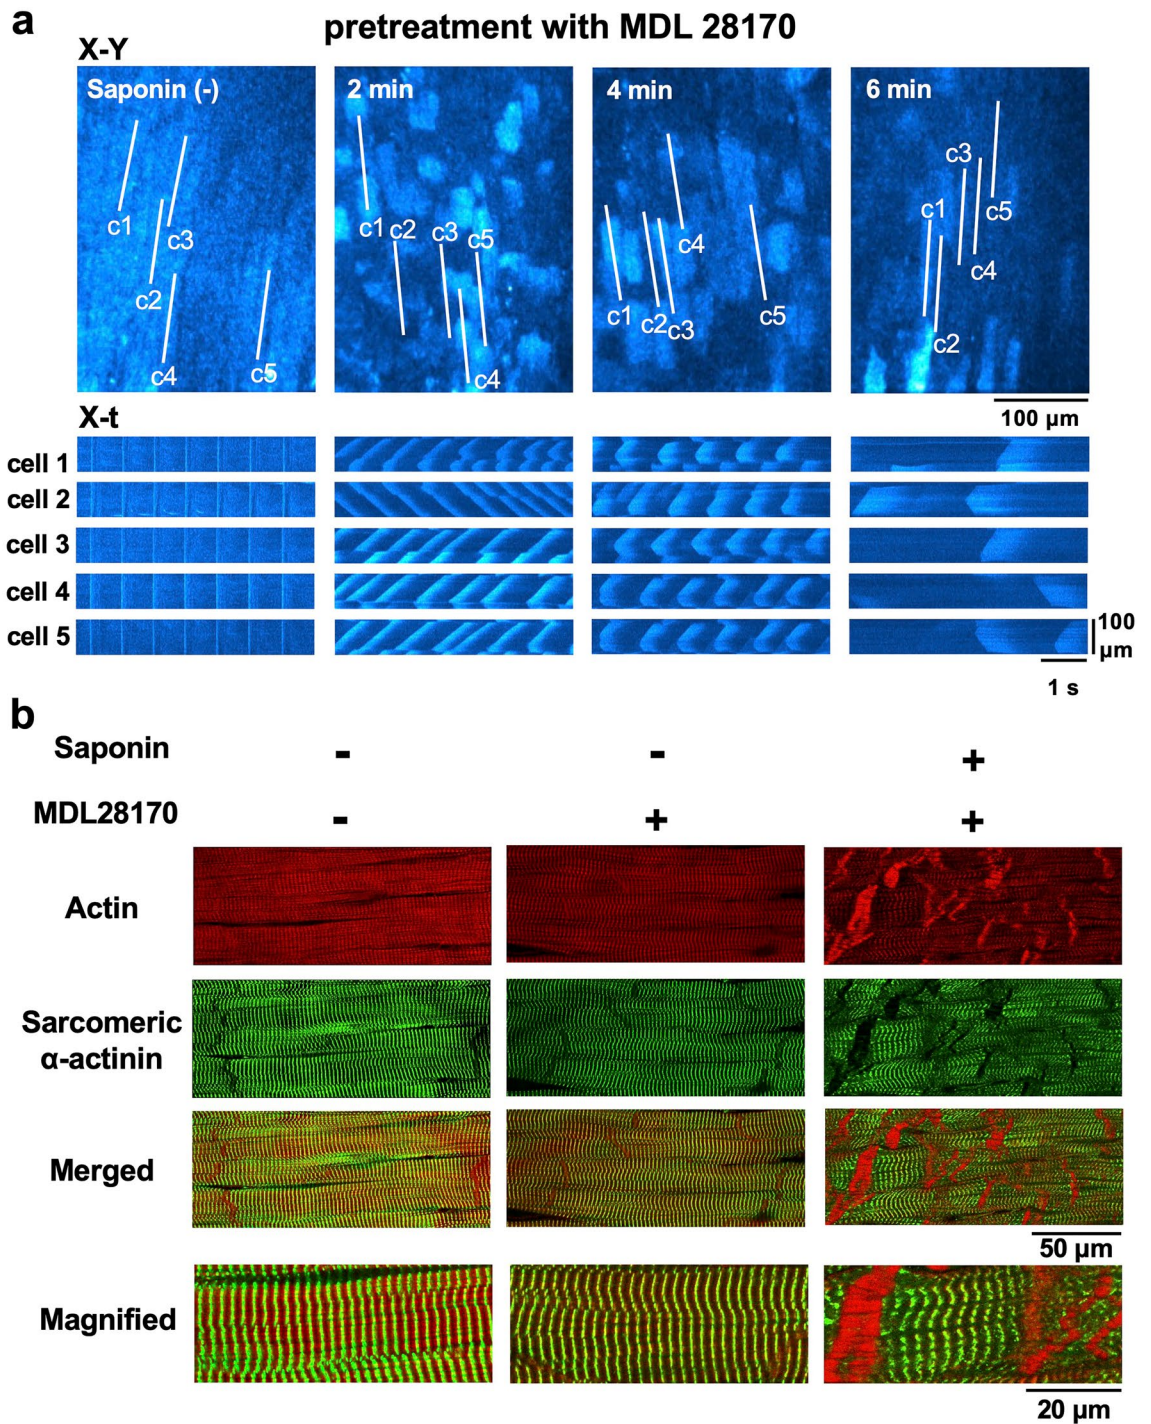 a
pretreatment with MDL 28170
X-Y
Saponin (-)
2 min
4 min
6 min
c1
c2
c3
c4
c5
c1
c2
c3
c5
c4
c4
c1
c2
c3
c5
c3
c1
c5
c4
c2
100 µm
X-t
cell 1
cell 2
cell 3
cell 4
cell 5
100
µm
1 s
b
Saponin - - +
MDL28170 - + +
Actin
Sarcomeric
α-actinin
Merged
50 µm
Magnified
20 µm